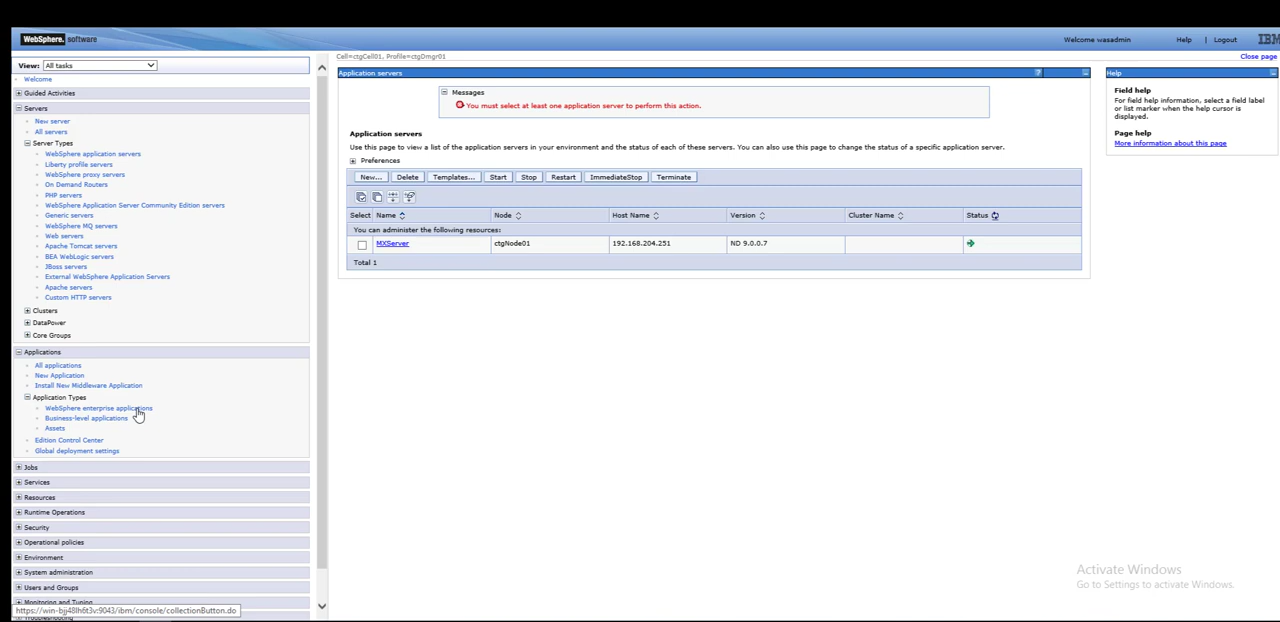 WebSphere. software
Welcome wasadmin
Help | Logout
IBM
View: All tasks
Cell=ctgCell01, Profile=ctgDmgr01
Close page
Welcome
Guided Activities
Servers
New server
All servers
Server Types
WebSphere application servers
Liberty profile servers
WebSphere proxy servers
On Demand Routers
PHP servers
WebSphere Application Server Community Edition servers
Generic servers
WebSphere MQ servers
Web servers
Apache Tomcat servers
BEA WebLogic servers
JBoss servers
External WebSphere Application Servers
Apache servers
Custom HTTP servers
Clusters
DataPower
Core Groups
Applications
All applications
New Application
Install New Middleware Application
Application Types
WebSphere enterprise applications
Business-level applications
Assets
Edition Control Center
Global deployment settings
Jobs
Services
Resources
Runtime Operations
Security
Operational policies
Environment
System administration
Users and Groups
Monitoring and Tuning
https://win-bjj48lh6t3v:9043/ibm/console/collectionButton.do
Troubleshooting
Application servers
?
Messages
You must select at least one application server to perform this action.
Application servers
Use this page to view a list of the application servers in your environment and the status of each of these servers. You can also use this page to change the status of a specific application server.
Preferences
New... Delete Templates... Start Stop Restart ImmediateStop Terminate
Select Name Node Host Name Version Cluster Name Status
You can administer the following resources:
MXServer ctgNode01 192.168.204.251 ND 9.0.0.7
Total 1
Help
Field help
For field help information, select a field label
or list marker when the help cursor is
displayed.
Page help
More information about this page
Activate Windows
Go to Settings to activate Windows.